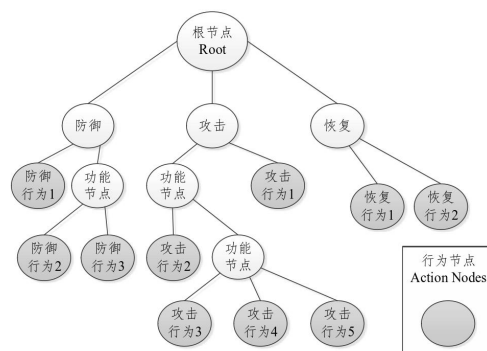 根节点
Root
防御
攻击
恢复
防御
行为1
功能
节点
功能
节点
攻击
行为1
恢复
行为1
恢复
行为2
防御
行为2
防御
行为3
攻击
行为2
功能
节点
攻击
行为3
攻击
行为4
攻击
行为5
行为节点
Action Nodes